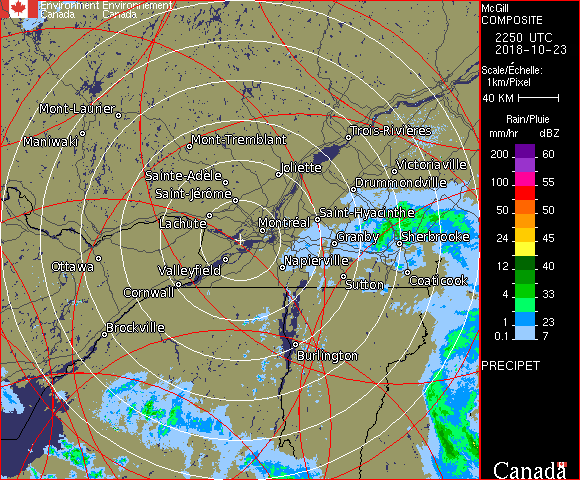 Environment Environnement
Canada Canada
McGill
COMPOSITE
2250 UTC
2018-10-23
Scale/Échelle:
1km/Pixel
40 KM
Rain/Pluie
mm/hr dBZ
200 60
150 57
100 55
50 50
24 45
12 40
4 33
1 23
0.1 7
PRECIPET
Canada
Mont-Laurier
Maniwaki
Mont-Tremblant
Trois-Rivières
Joliette
Victoriaville
Sainte-Adèle
Drummondville
Saint-Jérôme
Saint-Hyacinthe
Lachute
Montréal
Granby
Sherbrooke
Ottawa
Valleyfield
Napierville
Cornwall
Sutton
Coaticook
Brockville
Burlington